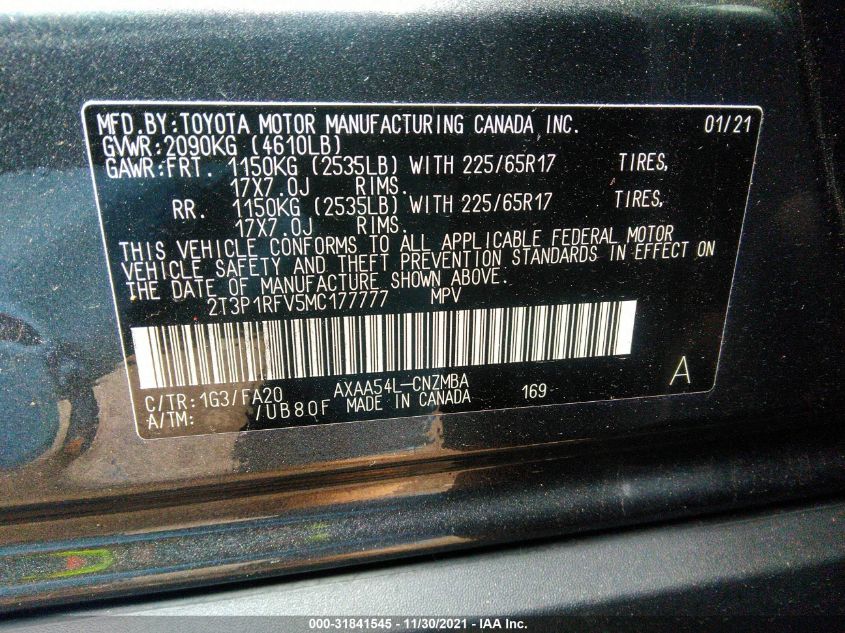 MFD.BY:TOYOTA MOTOR MANUFACTURING CANADA INC. 01/21
GVWR:2090KG (4610LB)
GAWR:FRT. 1150KG (2535LB) WITH 225/65R17 TIRES,
17X7.0J RIMS.
RR. 1150KG (2535LB) WITH 225/65R17 TIRES,
17X7.0J RIMS.
THIS VEHICLE CONFORMS TO ALL APPLICABLE FEDERAL MOTOR
VEHICLE SAFETY AND THEFT PREVENTION STANDARDS IN EFFECT ON
THE DATE OF MANUFACTURE SHOWN ABOVE.
2T3P1RFV5MC177777 MPV
C/TR:1G3/FA20 AXAA54L-CNZMBA 169 A
A/TM: /UB80F MADE IN CANADA
000-31841545 - 11/30/2021 - IAA Inc.